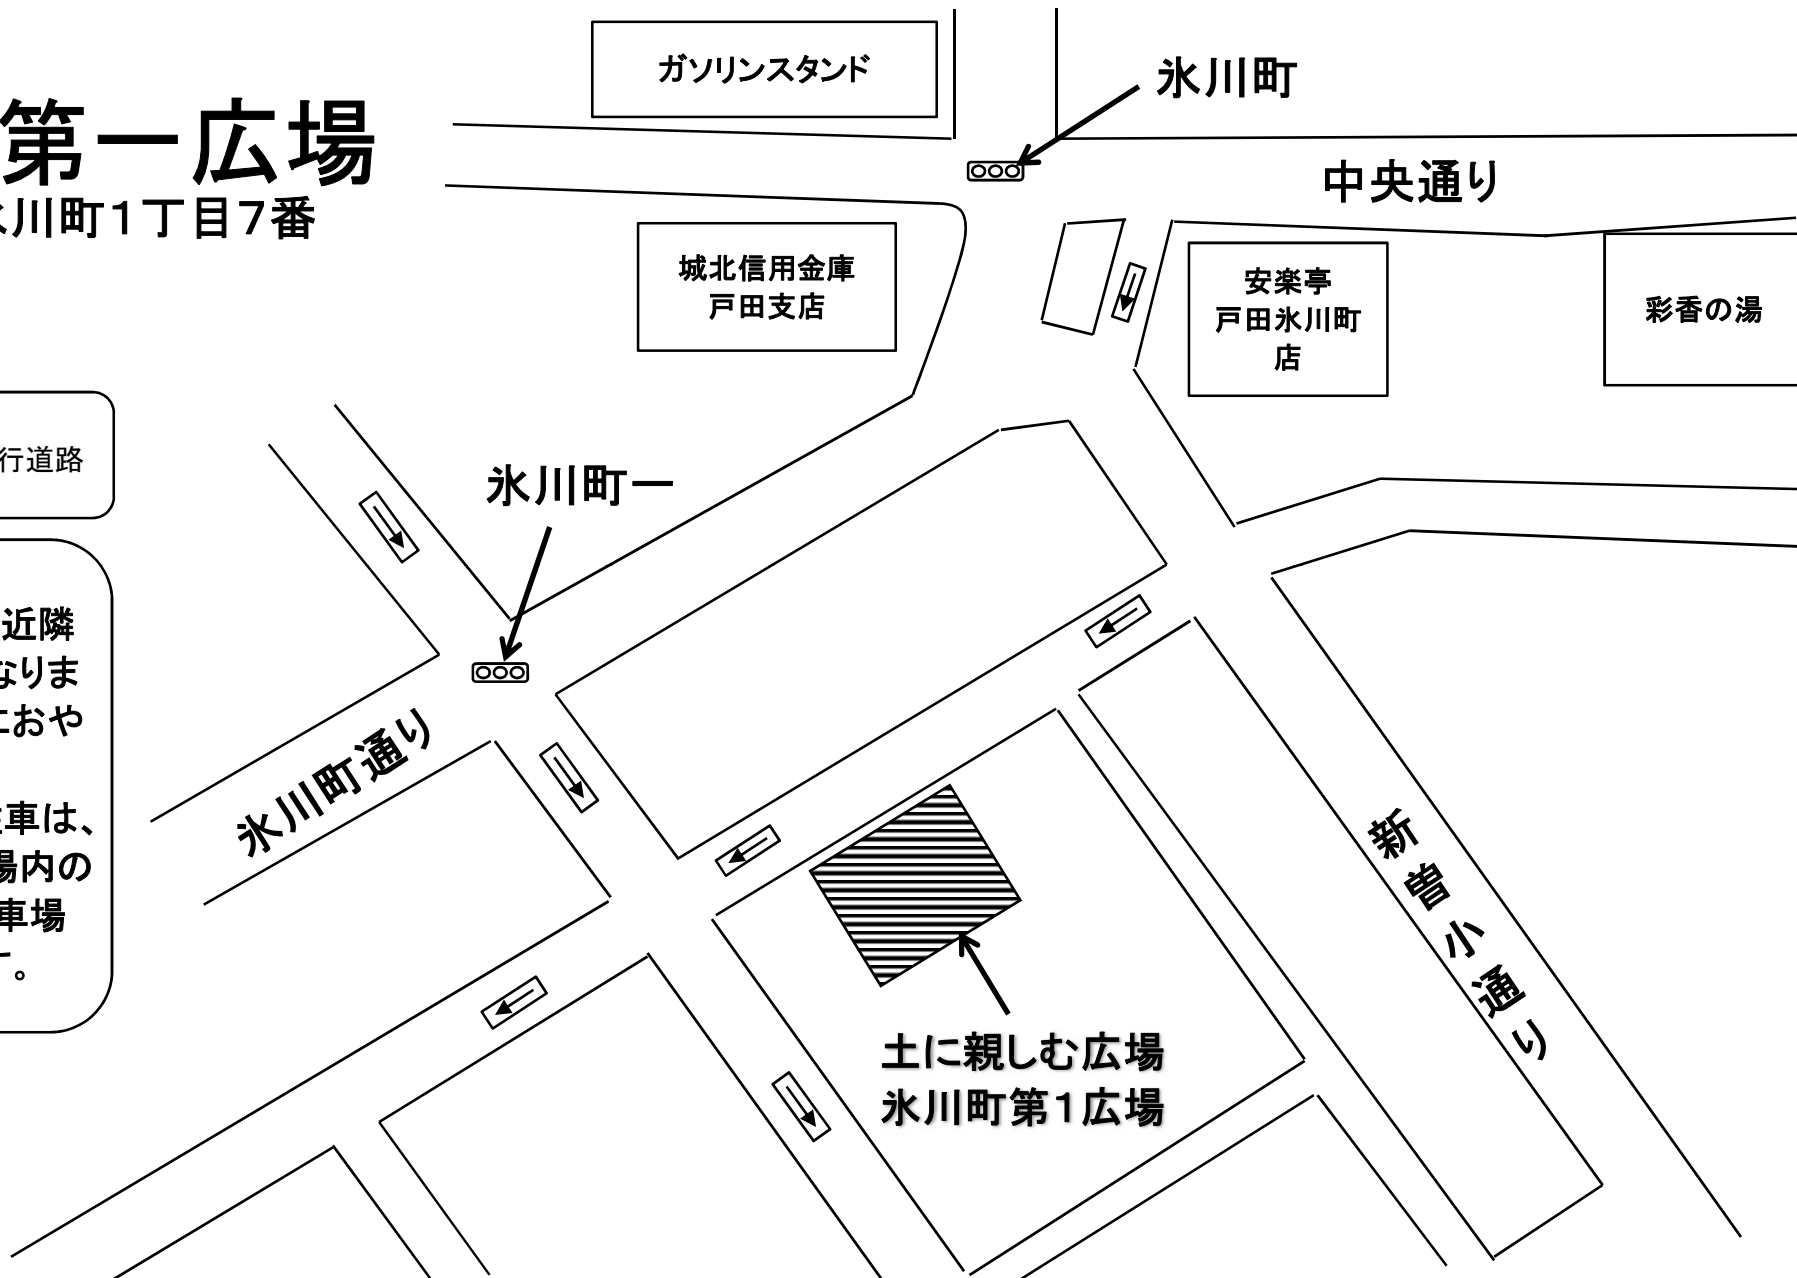 ガソリンスタンド
氷川町
第一広場
氷川町1丁目7番
中央通り
城北信用金庫
戸田支店
安楽亭
戸田氷川町
店
彩香の湯
行道路
氷川町一
近隣
なりま
におや
駐車は、
場内の
車場
す。
氷川町通り
新曽小通り
土に親しむ広場
氷川町第1広場